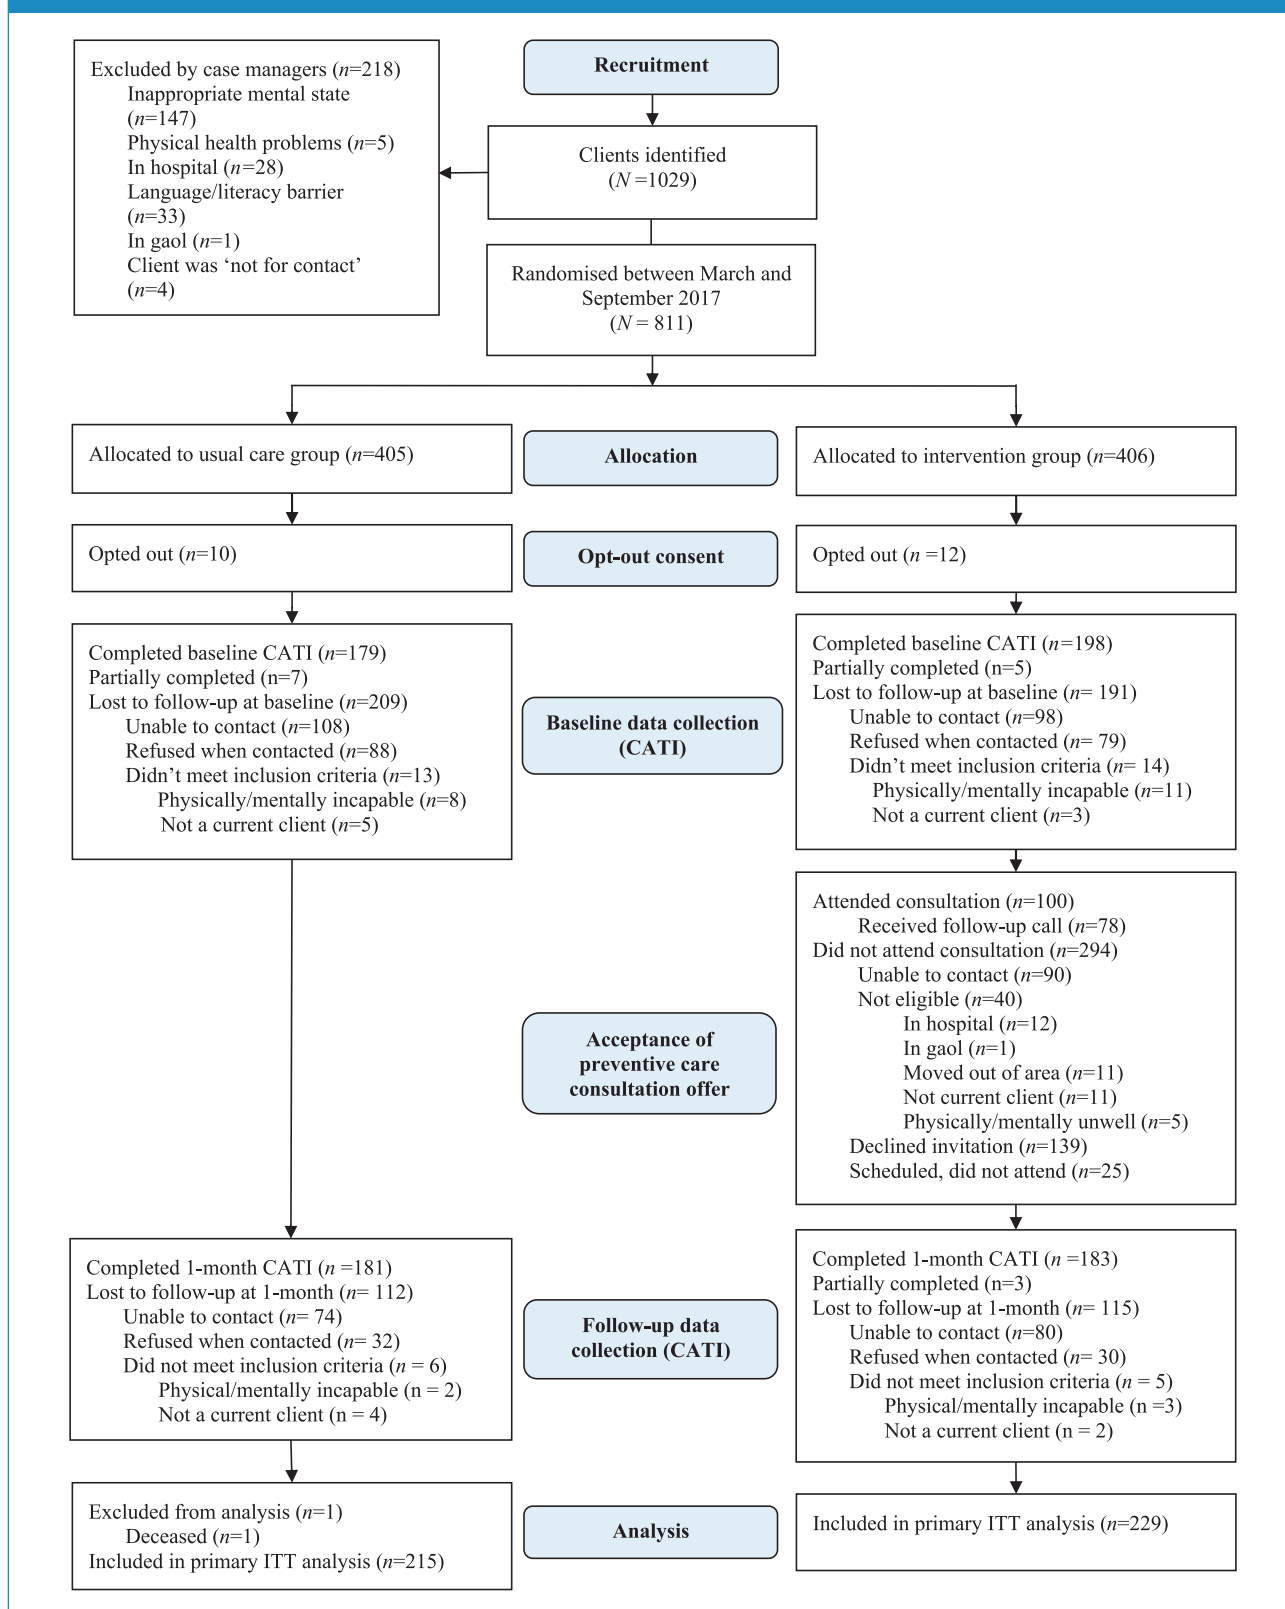 Recruitment
Excluded by case managers (n=218)
Inappropriate mental state
(n=147)
Physical health problems (n=5)
In hospital (n=28)
Language/literacy barrier
(n=33)
In gaol (n=1)
Client was ‘not for contact’
(n=4)
Clients identified
(N =1029)
Randomised between March and
September 2017
(N = 811)
Allocated to usual care group (n=405)
Allocation
Allocated to intervention group (n=406)
Opted out (n=10)
Opt-out consent
Opted out (n =12)
Completed baseline CATI (n=179)
Partially completed (n=7)
Lost to follow-up at baseline (n=209)
Unable to contact (n=108)
Refused when contacted (n=88)
Didn’t meet inclusion criteria (n=13)
Physically/mentally incapable (n=8)
Not a current client (n=5)
Baseline data collection
(CATI)
Completed baseline CATI (n=198)
Partially completed (n=5)
Lost to follow-up at baseline (n= 191)
Unable to contact (n=98)
Refused when contacted (n= 79)
Didn’t meet inclusion criteria (n= 14)
Physically/mentally incapable (n=11)
Not a current client (n=3)
Acceptance of
preventive care
consultation offer
Attended consultation (n=100)
Received follow-up call (n=78)
Did not attend consultation (n=294)
Unable to contact (n=90)
Not eligible (n=40)
In hospital (n=12)
In gaol (n=1)
Moved out of area (n=11)
Not current client (n=11)
Physically/mentally unwell (n=5)
Declined invitation (n=139)
Scheduled, did not attend (n=25)
Completed 1-month CATI (n =181)
Lost to follow-up at 1-month (n= 112)
Unable to contact (n= 74)
Refused when contacted (n= 32)
Did not meet inclusion criteria (n = 6)
Physical/mentally incapable (n = 2)
Not a current client (n = 4)
Follow-up data
collection (CATI)
Completed 1-month CATI (n =183)
Partially completed (n=3)
Lost to follow-up at 1-month (n= 115)
Unable to contact (n=80)
Refused when contacted (n= 30)
Did not meet inclusion criteria (n = 5)
Physical/mentally incapable (n =3)
Not a current client (n = 2)
Excluded from analysis (n=1)
Deceased (n=1)
Included in primary ITT analysis (n=215)
Analysis
Included in primary ITT analysis (n=229)